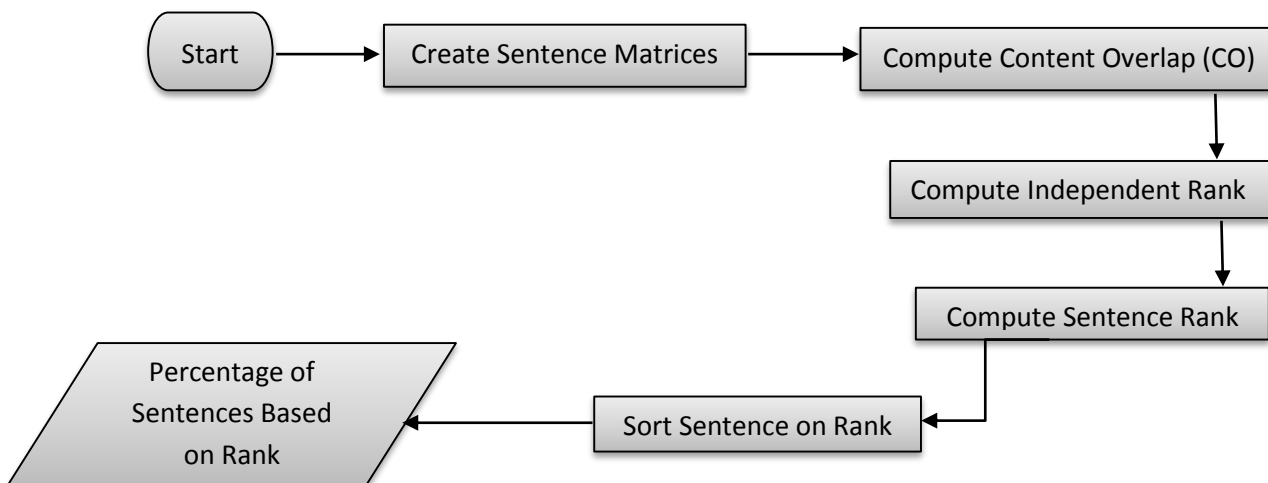 Start
Create Sentence Matrices
Compute Content Overlap (CO)
Compute Independent Rank
Compute Sentence Rank
Sort Sentence on Rank
Percentage of
Sentences Based
on Rank